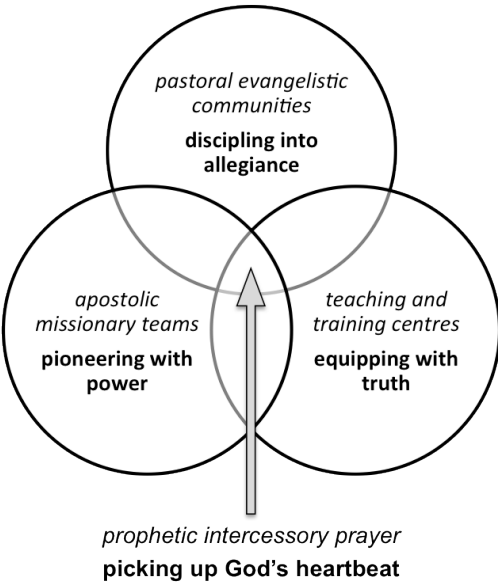 pastoral evangelistic
communities
discipling into
allegiance
apostolic
missionary teams
pioneering with
power
teaching and
training centres
equipping with
truth
prophetic intercessory prayer
picking up God's heartbeat